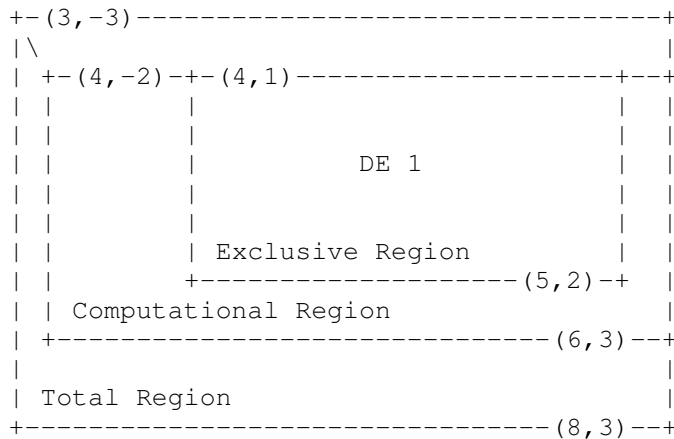 (3,-3)
(4,-2) (4,1)
DE 1
Exclusive Region
(5,2)
Computational Region
(6,3)
Total Region
(8,3)